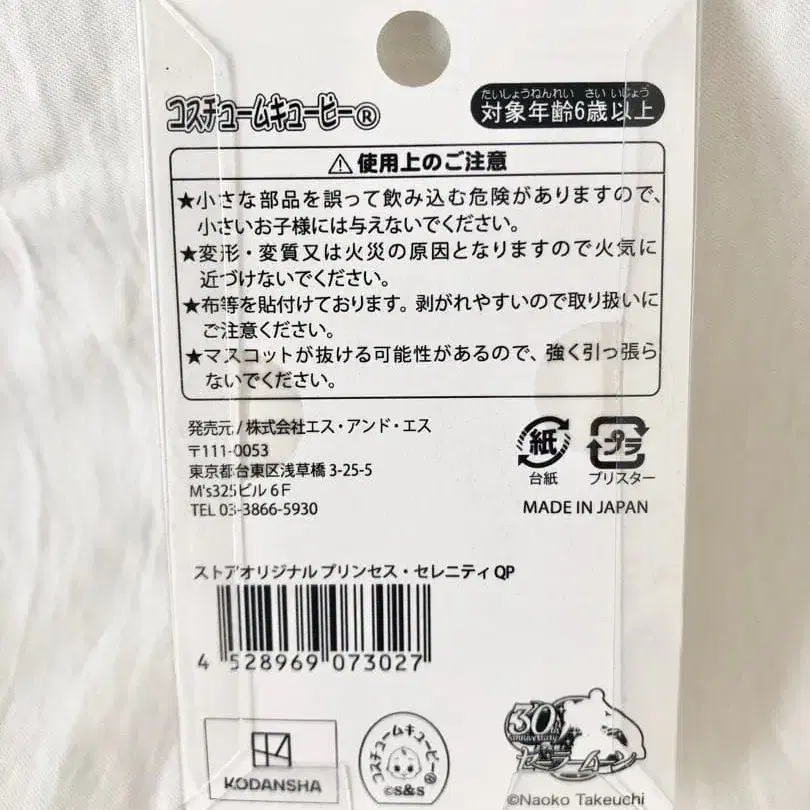 コスチュームキューピー®
たいしょうねんれい さい いじょう
対象年齢6歳以上
⚠使用上のご注意
★小さな部品を誤って飲み込む危険がありますので、
小さいお子様には与えないでください。
★変形・変質又は火災の原因となりますので火気に
近づけないでください。
★布等を貼付けております。剥がれやすいので取り扱いに
ご注意ください。
★マスコットが抜ける可能性があるので、強く引っ張ら
ないでください。
発売元/株式会社エス・アンド・エス
〒111-0053
東京都台東区浅草橋3-25-5
M's325ビル6F
TEL 03-3866-5930
紙
台紙
プラ
ブリスター
MADE IN JAPAN
ストアオリジナル プリンセス・セレニティ QP
4 528969 073027
KODANSHA
コスチュームキューピー®
©S&S
30th
anniversary
セーラームーン
©Naoko Takeuchi